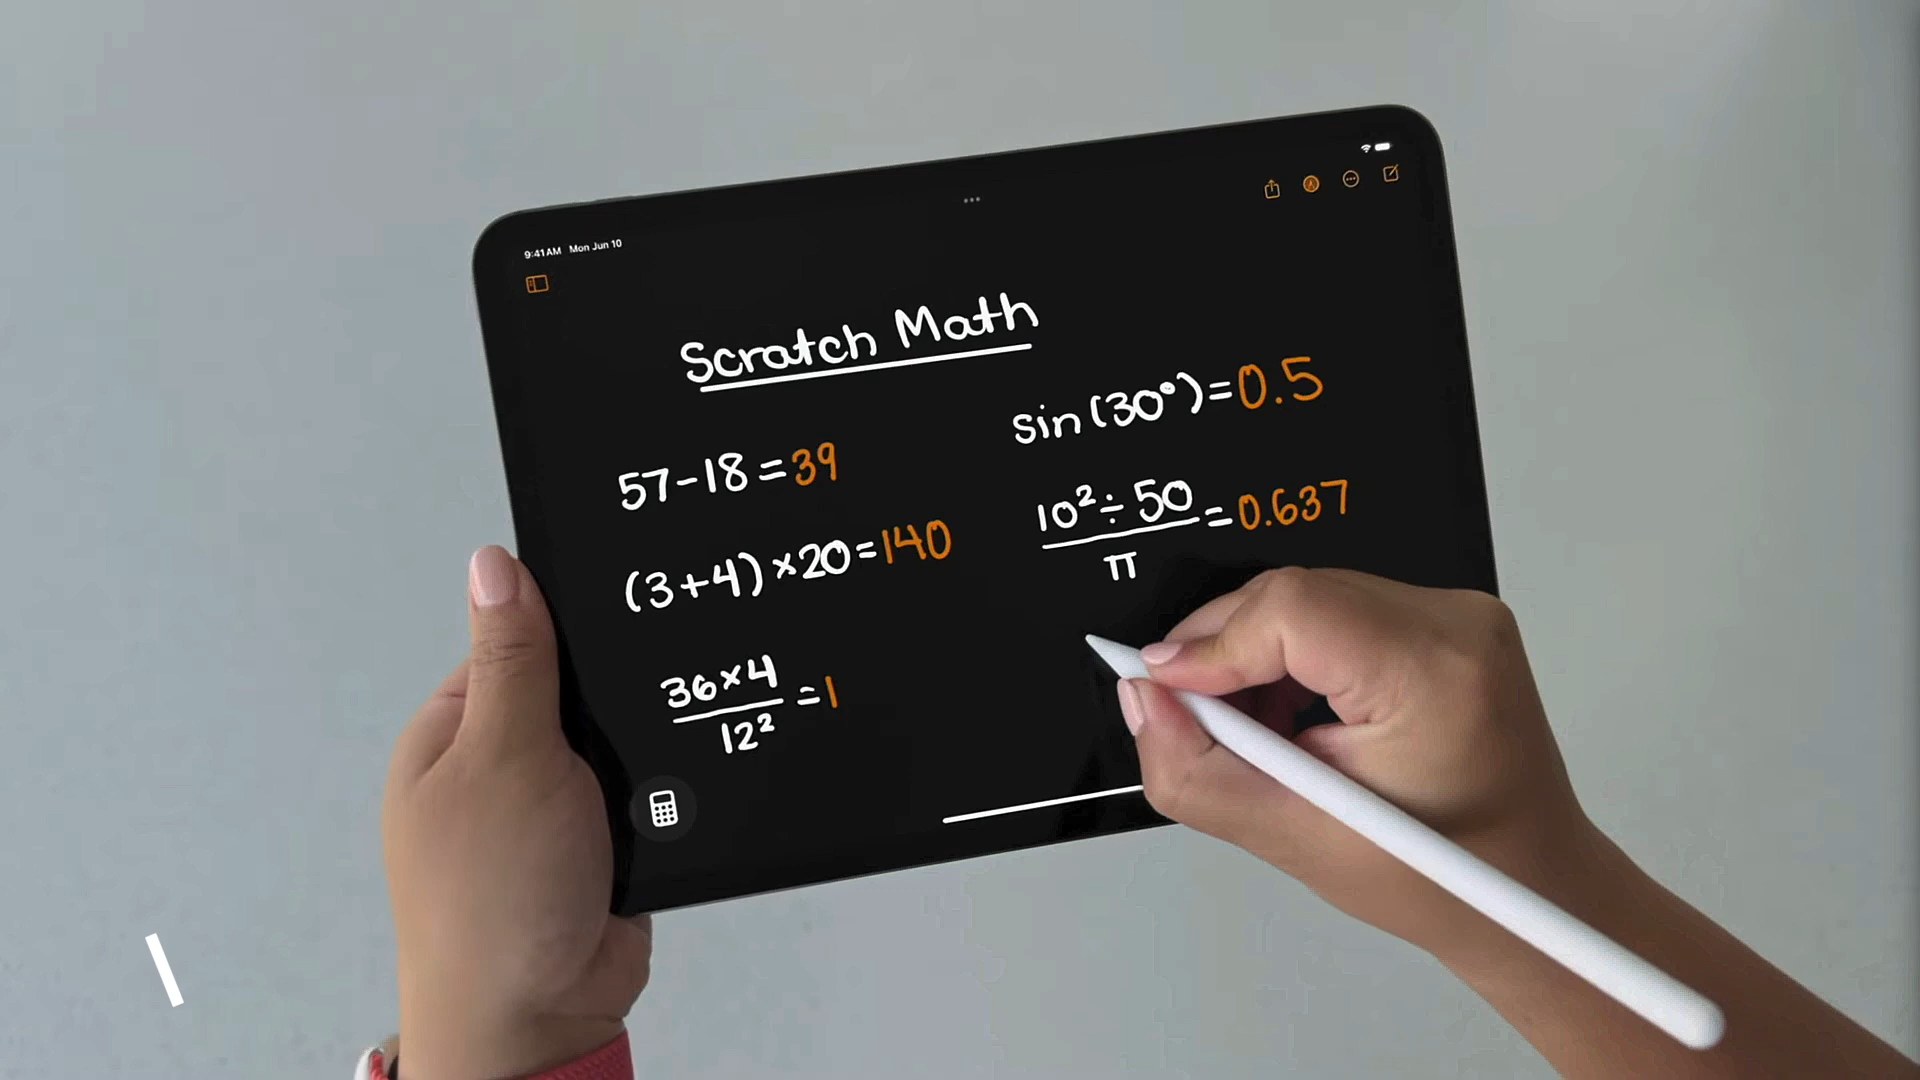 9:41 AM Mon Jun 10
Scratch Math
57-18=39
(3+4)×20=140
36×4
12²
=1
sin(30°)=0.5
10²÷50
π
=0.637